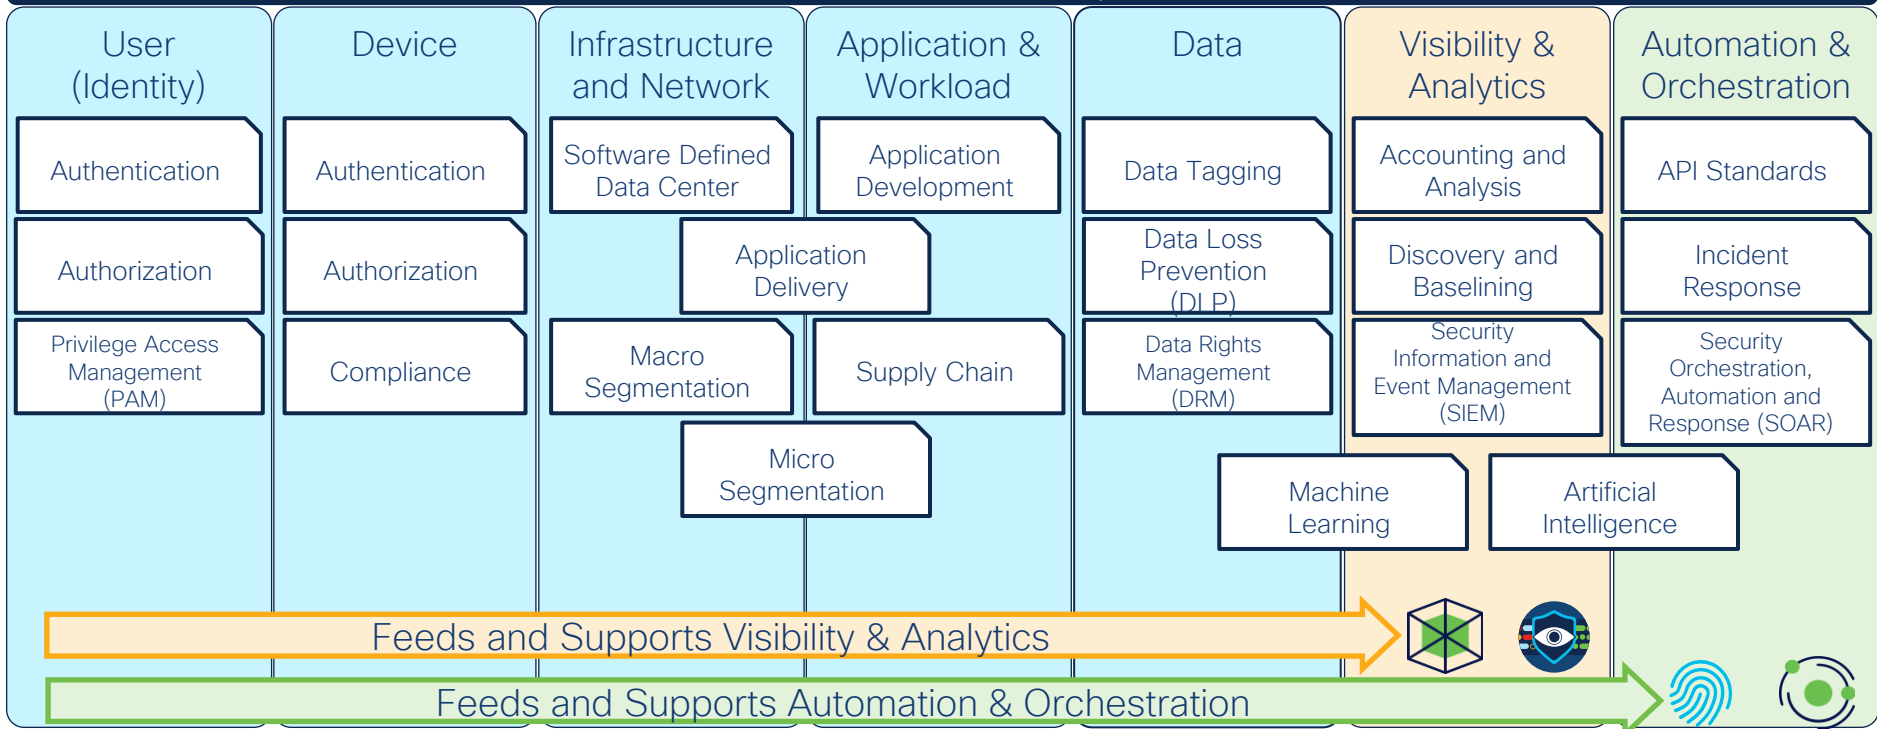 User
(Identity)
Device
Infrastructure
and Network
Application &
Workload
Data
Visibility &
Analytics
Automation &
Orchestration
Authentication
Authentication
Software Defined
Data Center
Application
Development
Data Tagging
Accounting and
Analysis
API Standards
Authorization
Authorization
Application
Delivery
Data Loss
Prevention
(DLP)
Discovery and
Baselining
Incident
Response
Privilege Access
Management
(PAM)
Compliance
Macro
Segmentation
Supply Chain
Data Rights
Management
(DRM)
Security
Information and
Event Management
(SIEM)
Security
Orchestration,
Automation and
Response (SOAR)
Micro
Segmentation
Machine
Learning
Artificial
Intelligence
Feeds and Supports Visibility & Analytics
Feeds and Supports Automation & Orchestration